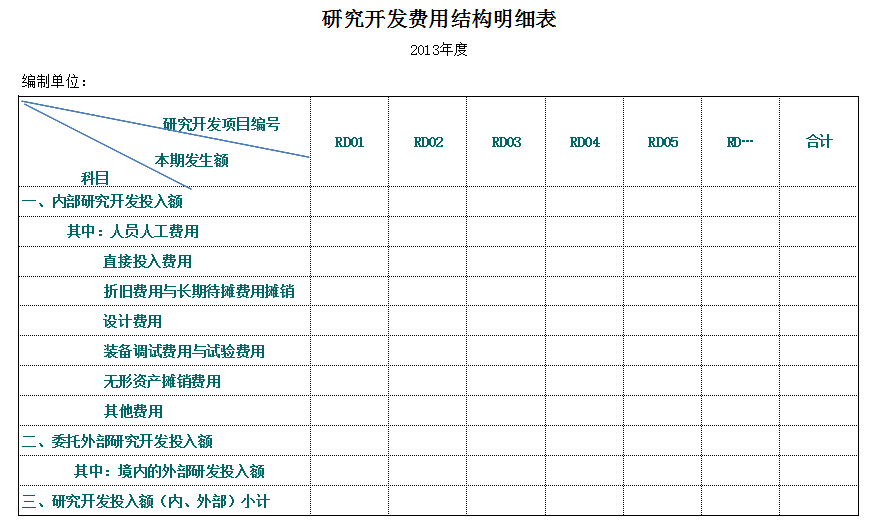 研究开发费用结构明细表
2013年度
编制单位：
研究开发项目编号
本期发生额
科目
RD01 RD02 RD03 RD04 RD05 RD… 合计
一、内部研究开发投入额
其中：人员人工费用
直接投入费用
折旧费用与长期待摊费用摊销
设计费用
装备调试费用与试验费用
无形资产摊销费用
其他费用
二、委托外部研究开发投入额
其中：境内的外部研发投入额
三、研究开发投入额（内、外部）小计